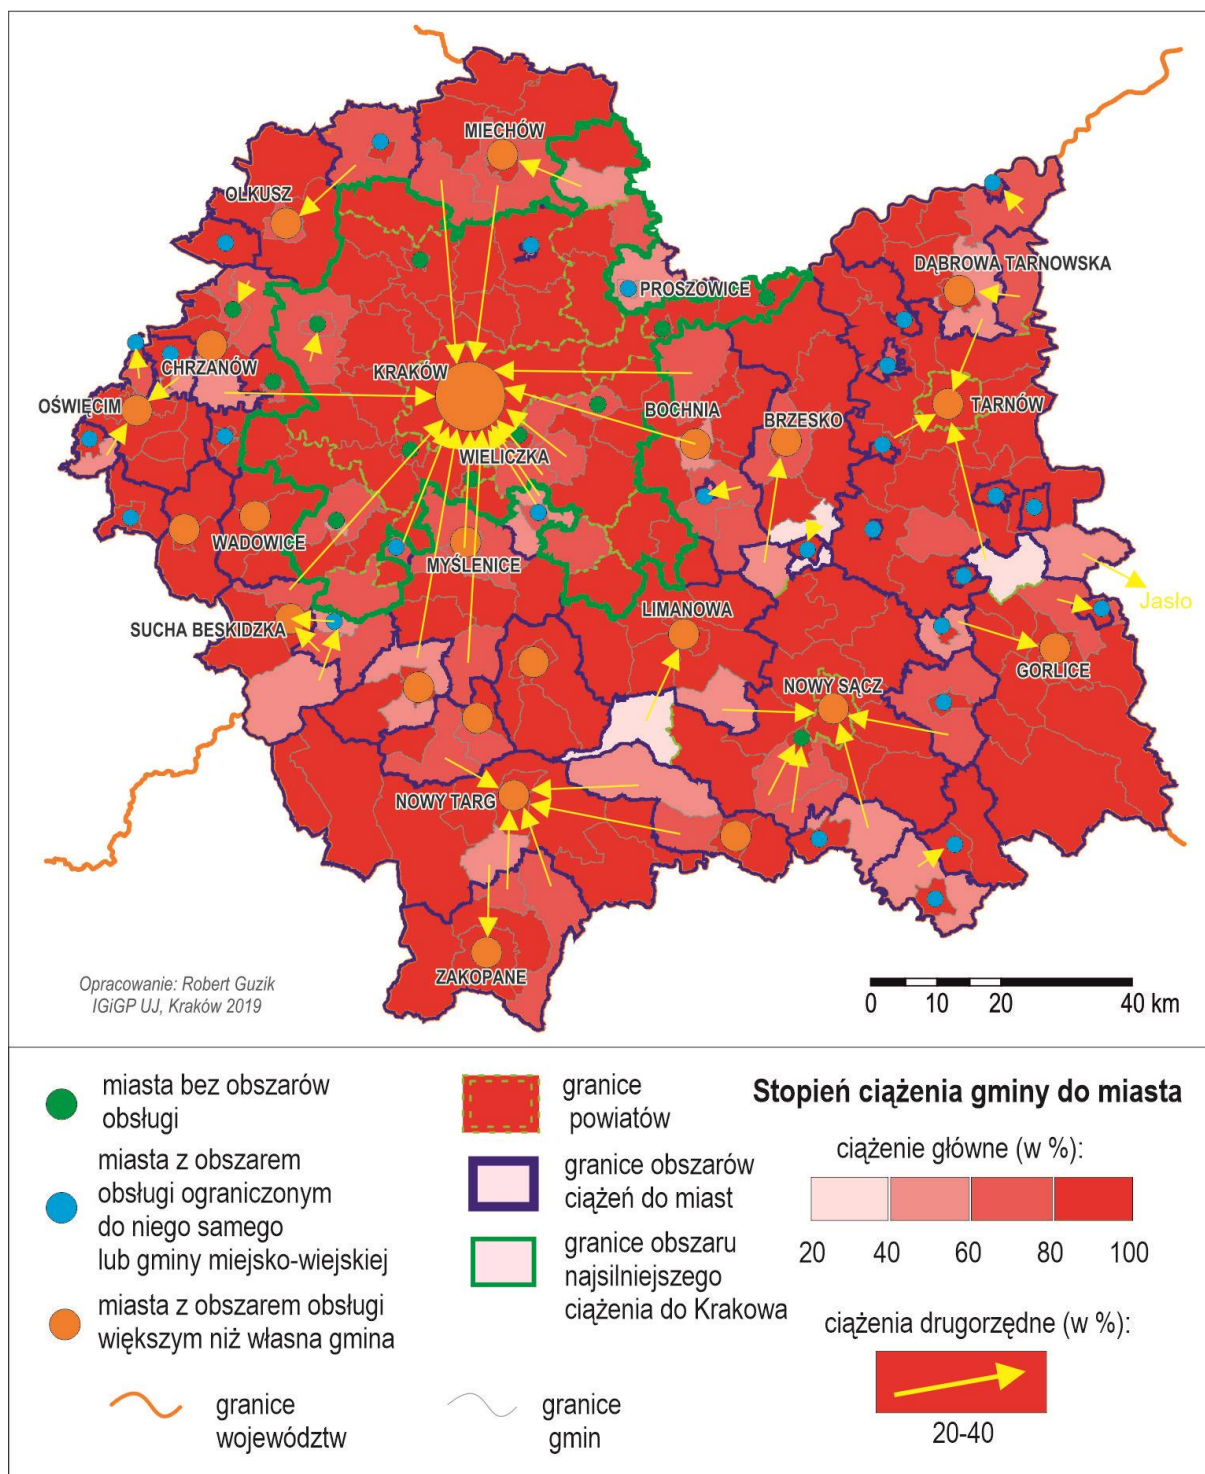 MIECHÓW
OLKUSZ
DĄBROWA TARNOWSKA
PROSZOWICE
CHRZANÓW
KRAKÓW
OŚWIĘCIM
BOCHNIA
BRZESKO
TARNÓW
WIELICZKA
WADOWICE
MYŚLENICE
Jasło
LIMANOWA
SUCHA BESKIDZKA
GORLICE
NOWY SĄCZ
NOWY TARG
ZAKOPANE
Opracowanie: Robert Guzik
IGiGP UJ, Kraków 2019
0 10 20 40 km
miasta bez obszarów
obsługi
miasta z obszarem
obsługi ograniczonym
do niego samego
lub gminy miejsko-wiejskiej
miasta z obszarem obsługi
większym niż własna gmina
granice
województw
granice
powiatów
granice obszarów
ciążeń do miast
granice obszaru
najsilniejszego
ciążenia do Krakowa
granice
gmin
Stopień ciążenia gminy do miasta
ciążenie główne (w %):
20 40 60 80 100
ciążenia drugorzędne (w %):
20-40